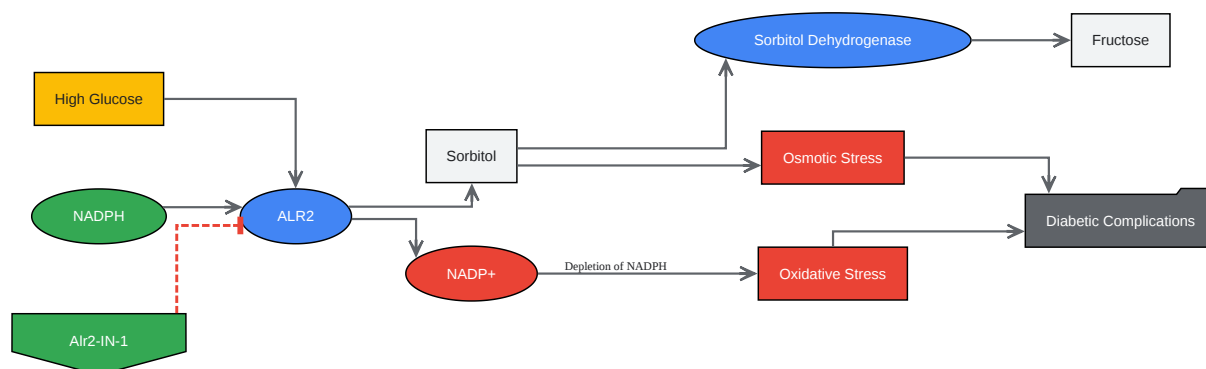 Sorbitol Dehydrogenase
Fructose
High Glucose
Sorbitol
Osmotic Stress
NADPH
ALR2
Diabetic Complications
NADP+
Depletion of NADPH
Oxidative Stress
Alr2-IN-1